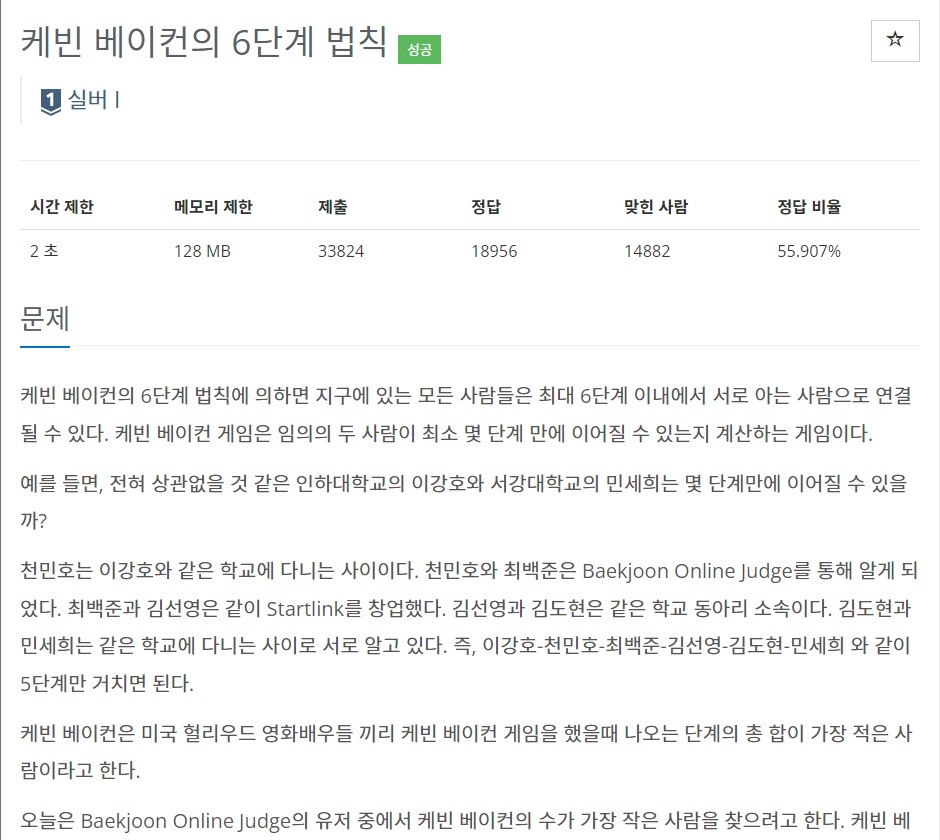 케빈 베이컨의 6단계 법칙 성공
1 실버 I
시간 제한 메모리 제한 제출 정답 맞힌 사람 정답 비율
2 초 128 MB 33824 18956 14882 55.907%
문제
케빈 베이컨의 6단계 법칙에 의하면 지구에 있는 모든 사람들은 최대 6단계 이내에서 서로 아는 사람으로 연결
될 수 있다. 케빈 베이컨 게임은 임의의 두 사람이 최소 몇 단계 만에 이어질 수 있는지 계산하는 게임이다.
예를 들면, 전혀 상관없을 것 같은 인하대학교의 이강호와 서강대학교의 민세희는 몇 단계만에 이어질 수 있을
까?
천민호는 이강호와 같은 학교에 다니는 사이이다. 천민호와 최백준은 Baekjoon Online Judge를 통해 알게 되
었다. 최백준과 김선영은 같이 Startlink를 창업했다. 김선영과 김도현은 같은 학교 동아리 소속이다. 김도현과
민세희는 같은 학교에 다니는 사이로 서로 알고 있다. 즉, 이강호-천민호-최백준-김선영-김도현-민세희 와 같이
5단계만 거치면 된다.
케빈 베이컨은 미국 헐리우드 영화배우들 끼리 케빈 베이컨 게임을 했을때 나오는 단계의 총 합이 가장 적은 사
람이라고 한다.
오늘은 Baekjoon Online Judge의 유저 중에서 케빈 베이컨의 수가 가장 작은 사람을 찾으려고 한다. 케빈 베